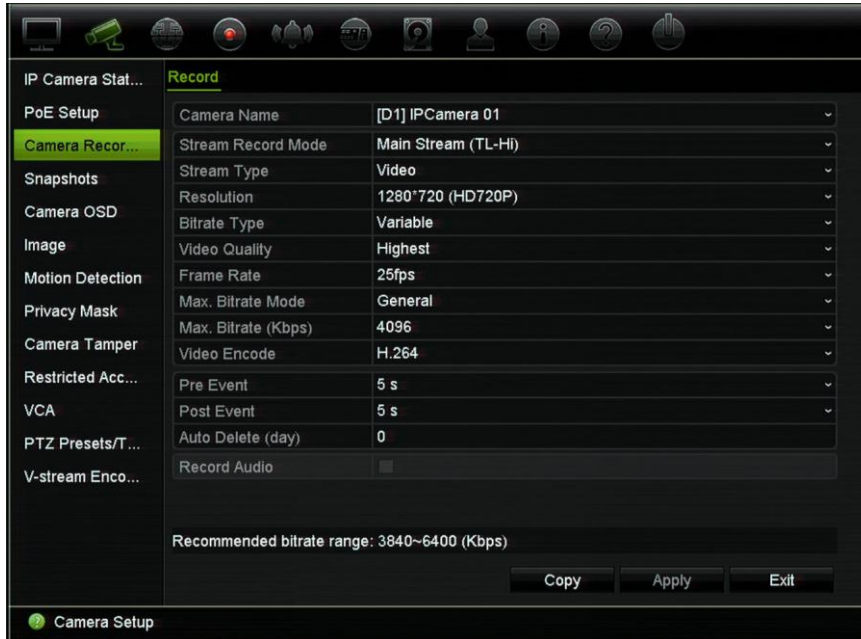 IP Camera Stat...
PoE Setup
Camera Recor...
Snapshots
Camera OSD
Image
Motion Detection
Privacy Mask
Camera Tamper
Restricted Acc...
VCA
PTZ Presets/T...
V-stream Enco...
Record
Camera Name [D1] IPCamera 01
Stream Record Mode Main Stream (TL-Hi)
Stream Type Video
Resolution 1280*720 (HD720P)
Bitrate Type Variable
Video Quality Highest
Frame Rate 25fps
Max. Bitrate Mode General
Max. Bitrate (Kbps) 4096
Video Encode H.264
Pre Event 5 s
Post Event 5 s
Auto Delete (day) 0
Record Audio
Recommended bitrate range: 3840~6400 (Kbps)
Copy Apply Exit
Camera Setup